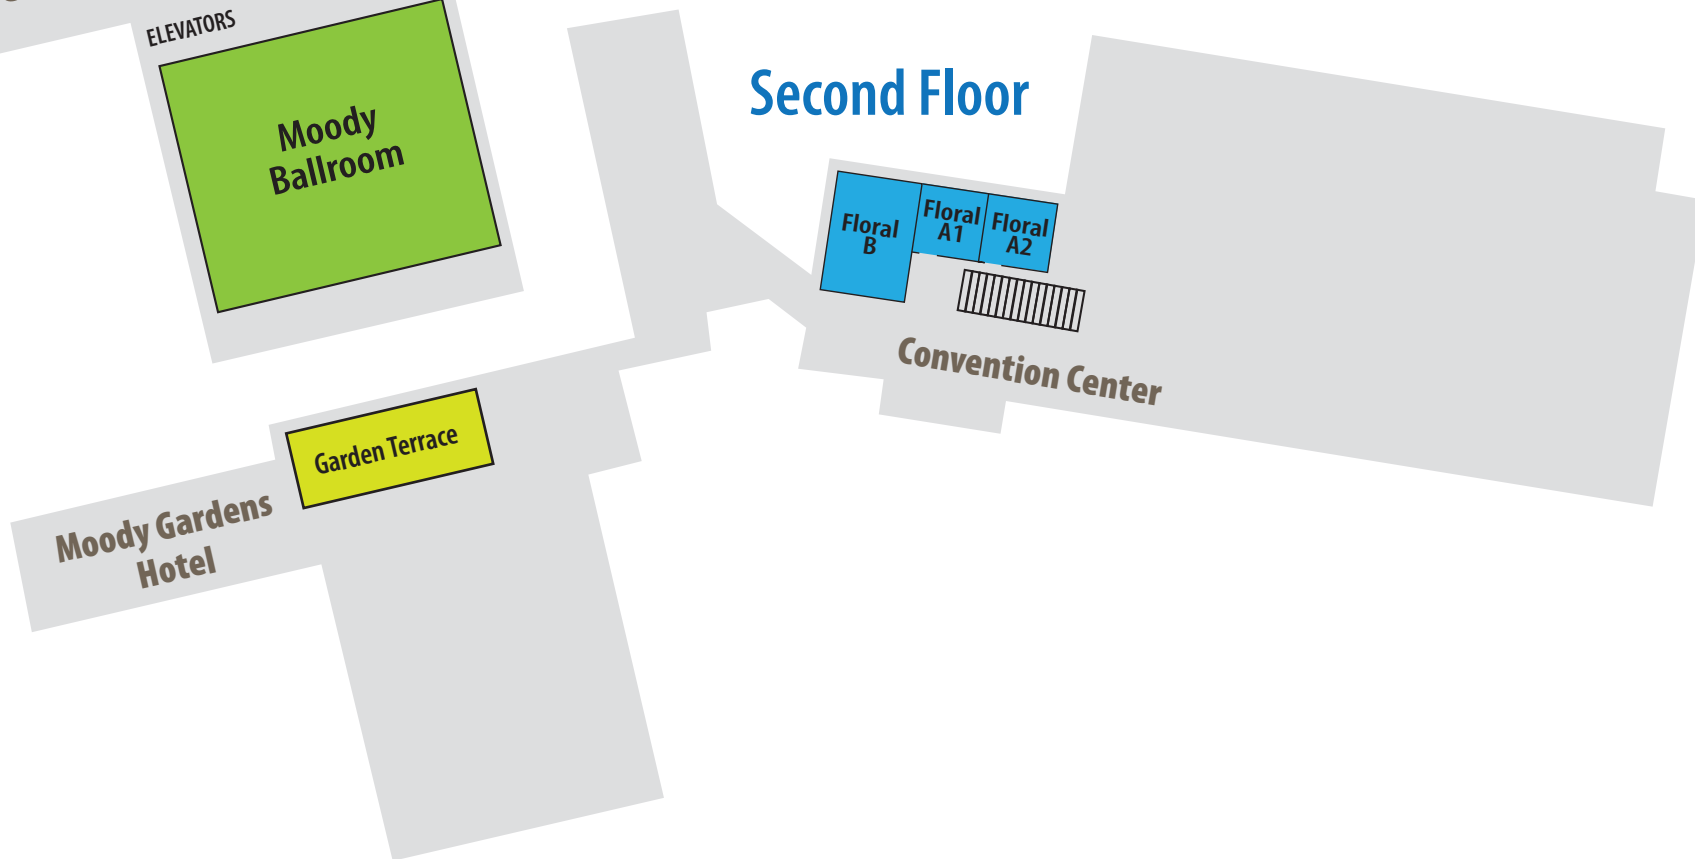 ELEVATORS
Moody
Ballroom
Second Floor
Floral
B
Floral
A1
Floral
A2
Convention Center
Garden Terrace
Moody Gardens
Hotel